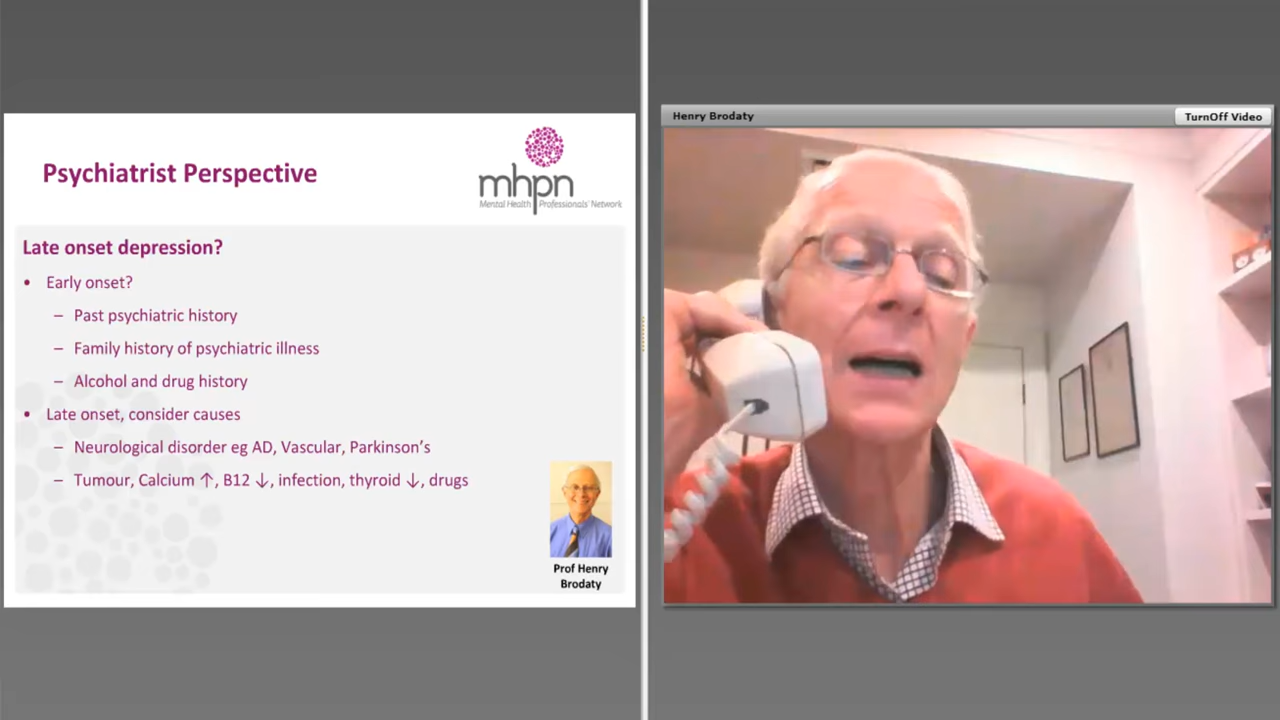 Psychiatrist Perspective
mhpn
Mental Health Professionals' Network
Late onset depression?
• Early onset?
– Past psychiatric history
– Family history of psychiatric illness
– Alcohol and drug history
• Late onset, consider causes
– Neurological disorder eg AD, Vascular, Parkinson's
– Tumour, Calcium ↑, B12 ↓, infection, thyroid ↓, drugs
Prof Henry
Brodaty
Henry Brodaty
TurnOff Video